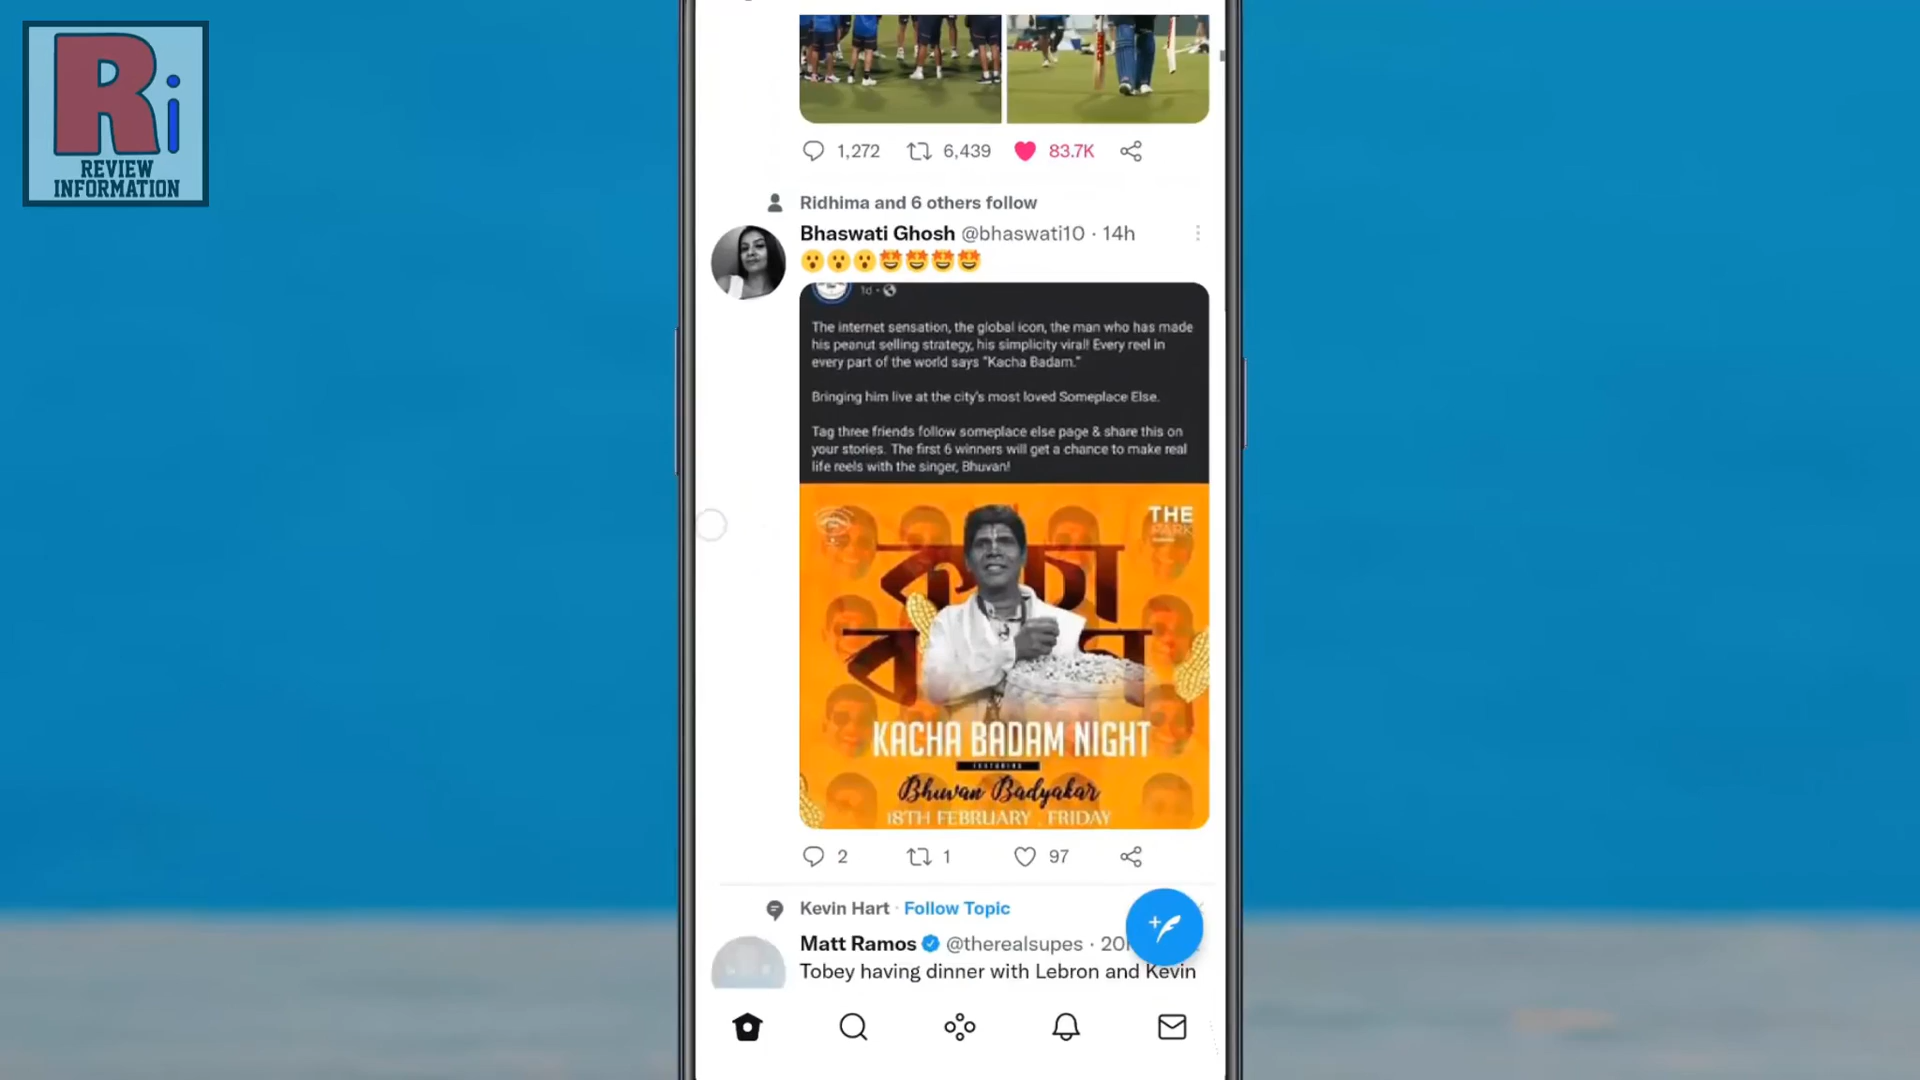 Ri
REVIEW
INFORMATION
1,272 6,439 83.7K
Ridhima and 6 others follow
Bhaswati Ghosh @bhaswati10 · 14h
1d ·
The internet sensation, the global icon, the man who has made
his peanut selling strategy, his simplicity viral! Every reel in
every part of the world says "Kacha Badam."
Bringing him live at the city's most loved Someplace Else.
Tag three friends follow someplace else page & share this on
your stories. The first 6 winners will get a chance to make real
life reels with the singer, Bhuvan!
THE
PARK
KACHA BADAM NIGHT
FEATURING
Bhuvan Badyakar
18TH FEBRUARY . FRIDAY
2 1 97
Kevin Hart · Follow Topic
Matt Ramos @therealsupes ·
Tobey having dinner with Lebron and Kevin